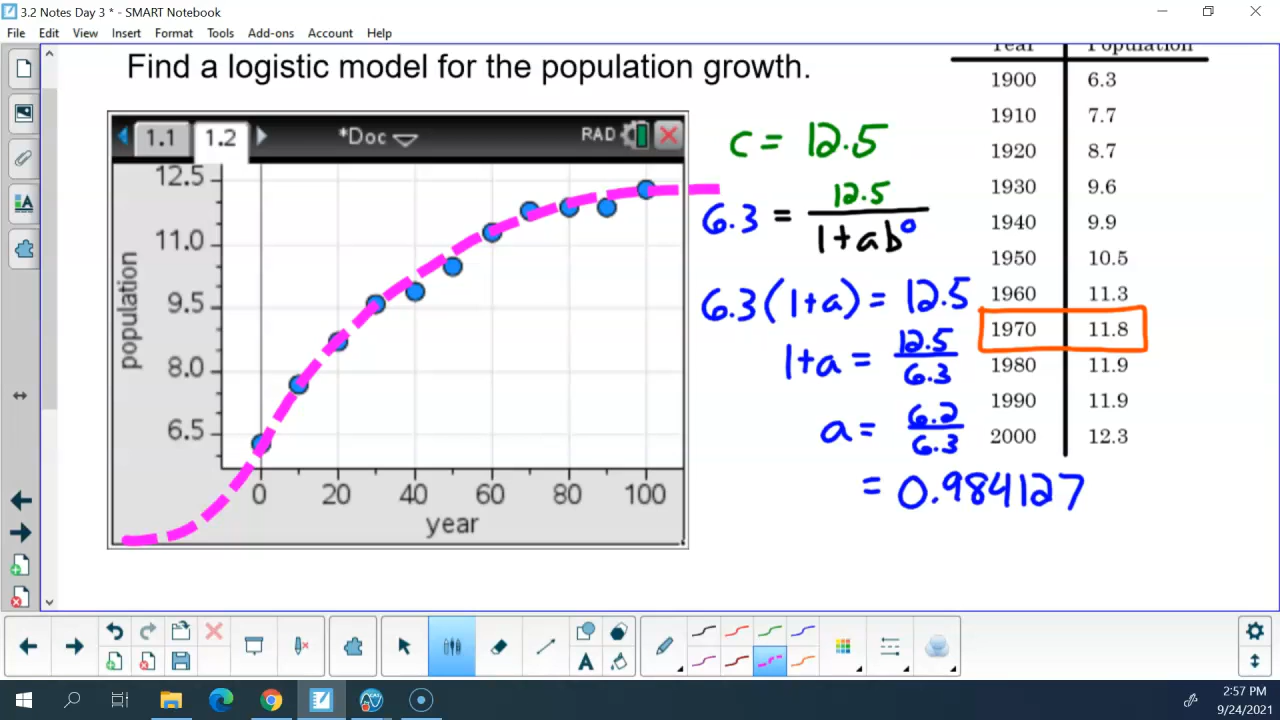 3.2 Notes Day 3 * - SMART Notebook
File Edit View Insert Format Tools Add-ons Account Help
Find a logistic model for the population growth.
Year Population
1900 6.3
1910 7.7
1920 8.7
1930 9.6
1940 9.9
1950 10.5
1960 11.3
1970 11.8
1980 11.9
1990 11.9
2000 12.3
1.1 1.2 *Doc RAD
12.5
11.0
9.5
8.0
6.5
population
0 20 40 60 80 100
year
c = 12.5
6.3 = 12.5 / 1+ab⁰
6.3(1+a) = 12.5
1+a = 12.5 / 6.3
a = 6.2 / 6.3
= 0.984127
A
A
2:57 PM
9/24/2021